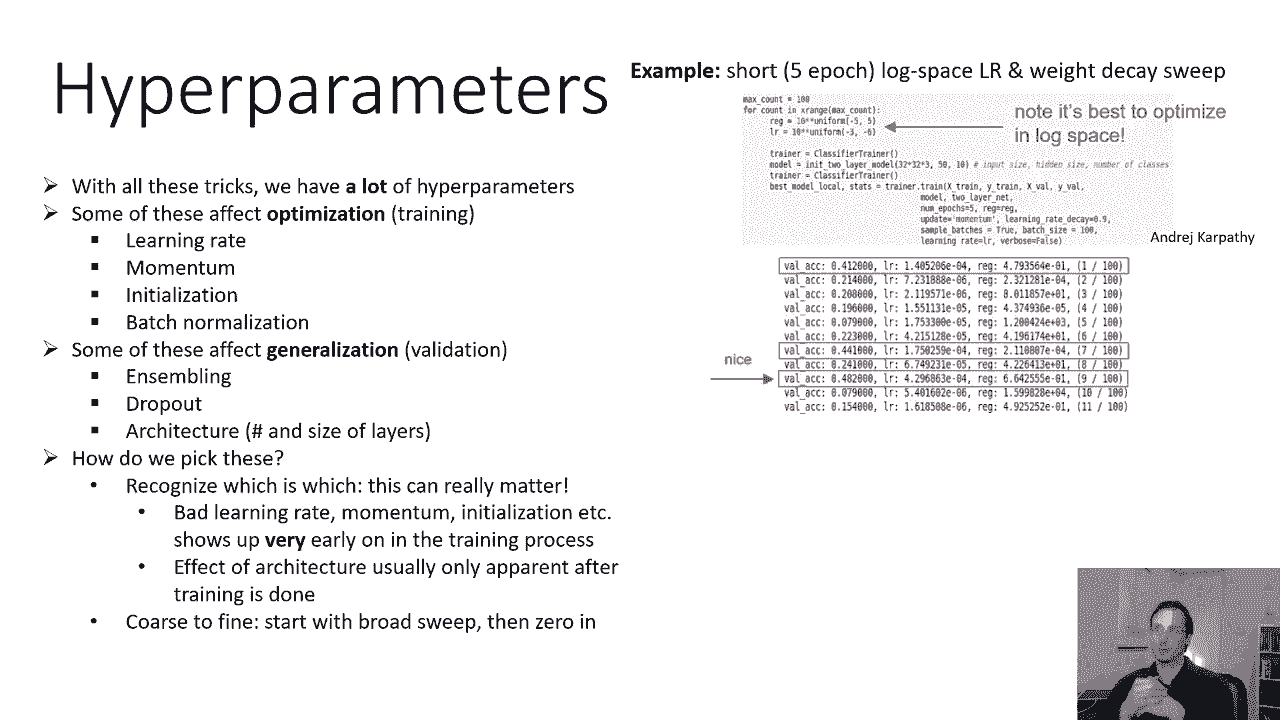 Hyperparameters
➢ With all these tricks, we have a lot of hyperparameters
➢ Some of these affect optimization (training)
▪ Learning rate
▪ Momentum
▪ Initialization
▪ Batch normalization
➢ Some of these affect generalization (validation)
▪ Ensembling
▪ Dropout
▪ Architecture (# and size of layers)
➢ How do we pick these?
• Recognize which is which: this can really matter!
• Bad learning rate, momentum, initialization etc.
shows up very early on in the training process
• Effect of architecture usually only apparent after
training is done
• Coarse to fine: start with broad sweep, then zero in
Example: short (5 epoch) log-space LR & weight decay sweep
max_count = 100
for count in xrange(max_count):
reg = 10**uniform(-5, 5)
lr = 10**uniform(-3, -6)
note it's best to optimize
in log space!
trainer = ClassifierTrainer()
model = init_two_layer_model(32*32*3, 50, 10) # input size, hidden size, number of classes
trainer = ClassifierTrainer()
best_model_local, stats = trainer.train(X_train, y_train, X_val, y_val,
model, two_layer_net,
num_epochs=5, reg=reg,
update='momentum', learning_rate_decay=0.9,
sample_batches = True, batch_size = 100,
learning_rate=lr, verbose=False)
Andrej Karpathy
val_acc: 0.412000, lr: 1.405206e-04, reg: 4.793564e-01, (1 / 100)
val_acc: 0.214000, lr: 7.231888e-06, reg: 2.321281e-04, (2 / 100)
val_acc: 0.208000, lr: 2.119571e-06, reg: 8.011857e+01, (3 / 100)
val_acc: 0.196000, lr: 1.551131e-05, reg: 4.374936e-05, (4 / 100)
val_acc: 0.079000, lr: 1.753300e-05, reg: 1.200424e+03, (5 / 100)
val_acc: 0.223000, lr: 4.215128e-05, reg: 4.196174e+01, (6 / 100)
val_acc: 0.441000, lr: 1.750259e-04, reg: 2.110807e-04, (7 / 100)
val_acc: 0.241000, lr: 6.749231e-05, reg: 4.226413e+01, (8 / 100)
nice
val_acc: 0.482000, lr: 4.296863e-04, reg: 6.642555e-01, (9 / 100)
val_acc: 0.079000, lr: 5.401602e-06, reg: 1.599828e+04, (10 / 100)
val_acc: 0.154000, lr: 1.618508e-06, reg: 4.925252e-01, (11 / 100)